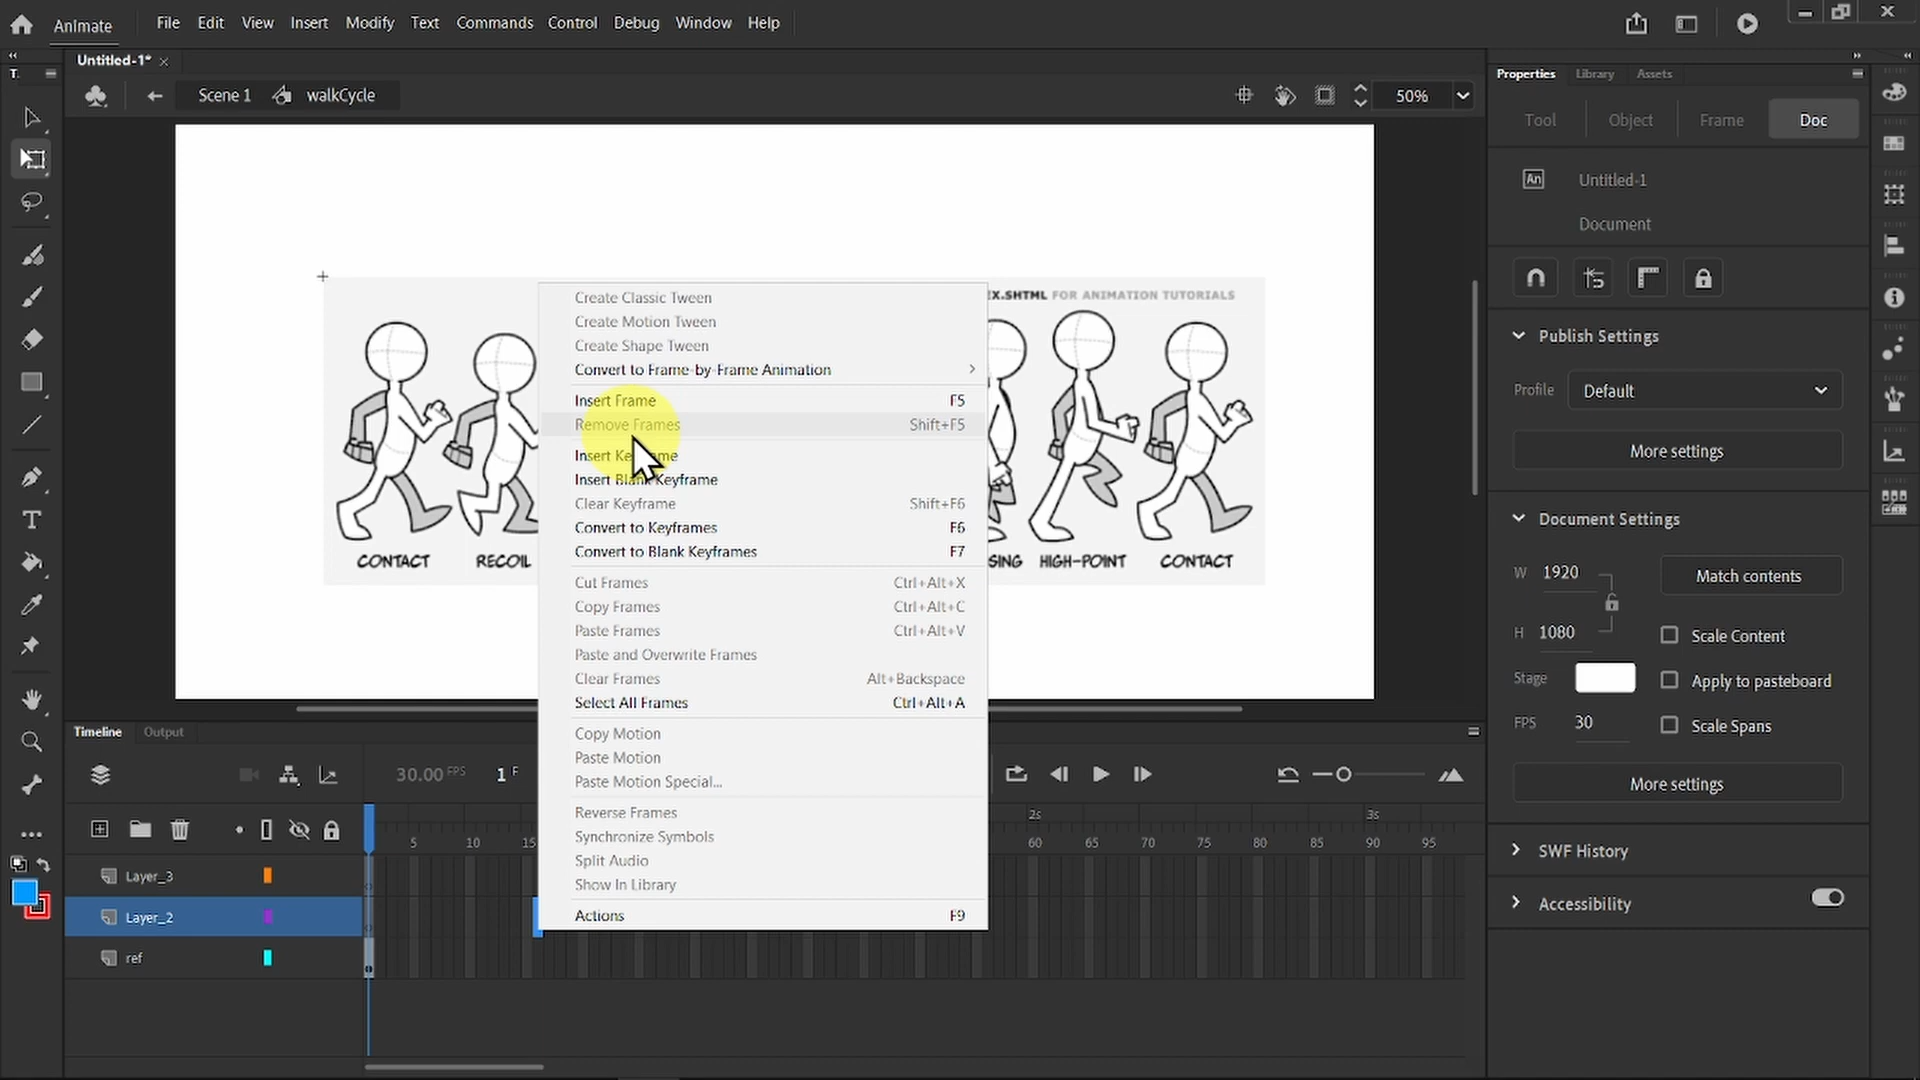 Animate File Edit View Insert Modify Text Commands Control Debug Window Help
Untitled-1*
Scene 1 walkCycle 50%
Properties Library Assets
Tool Object Frame Doc
An Untitled-1
Document
Publish Settings
Profile Default
More settings
Document Settings
W 1920 Match contents
H 1080 Scale Content
Stage Apply to pasteboard
FPS 30 Scale Spans
More settings
SWF History
Accessibility
EX.SHTML FOR ANIMATION TUTORIALS
CONTACT RECOIL HIGH-POINT CONTACT
Create Classic Tween
Create Motion Tween
Create Shape Tween
Convert to Frame-by-Frame Animation
Insert Frame F5
Remove Frames Shift+F5
Insert Keyframe
Insert Blank Keyframe
Clear Keyframe Shift+F6
Convert to Keyframes F6
Convert to Blank Keyframes F7
Cut Frames Ctrl+Alt+X
Copy Frames Ctrl+Alt+C
Paste Frames Ctrl+Alt+V
Paste and Overwrite Frames
Clear Frames Alt+Backspace
Select All Frames Ctrl+Alt+A
Copy Motion
Paste Motion
Paste Motion Special...
Reverse Frames
Synchronize Symbols
Split Audio
Show In Library
Actions F9
Timeline Output
30.00 FPS 1 F
2s 3s
5 10 15 60 65 70 75 80 85 90 95
Layer_3
Layer_2
ref